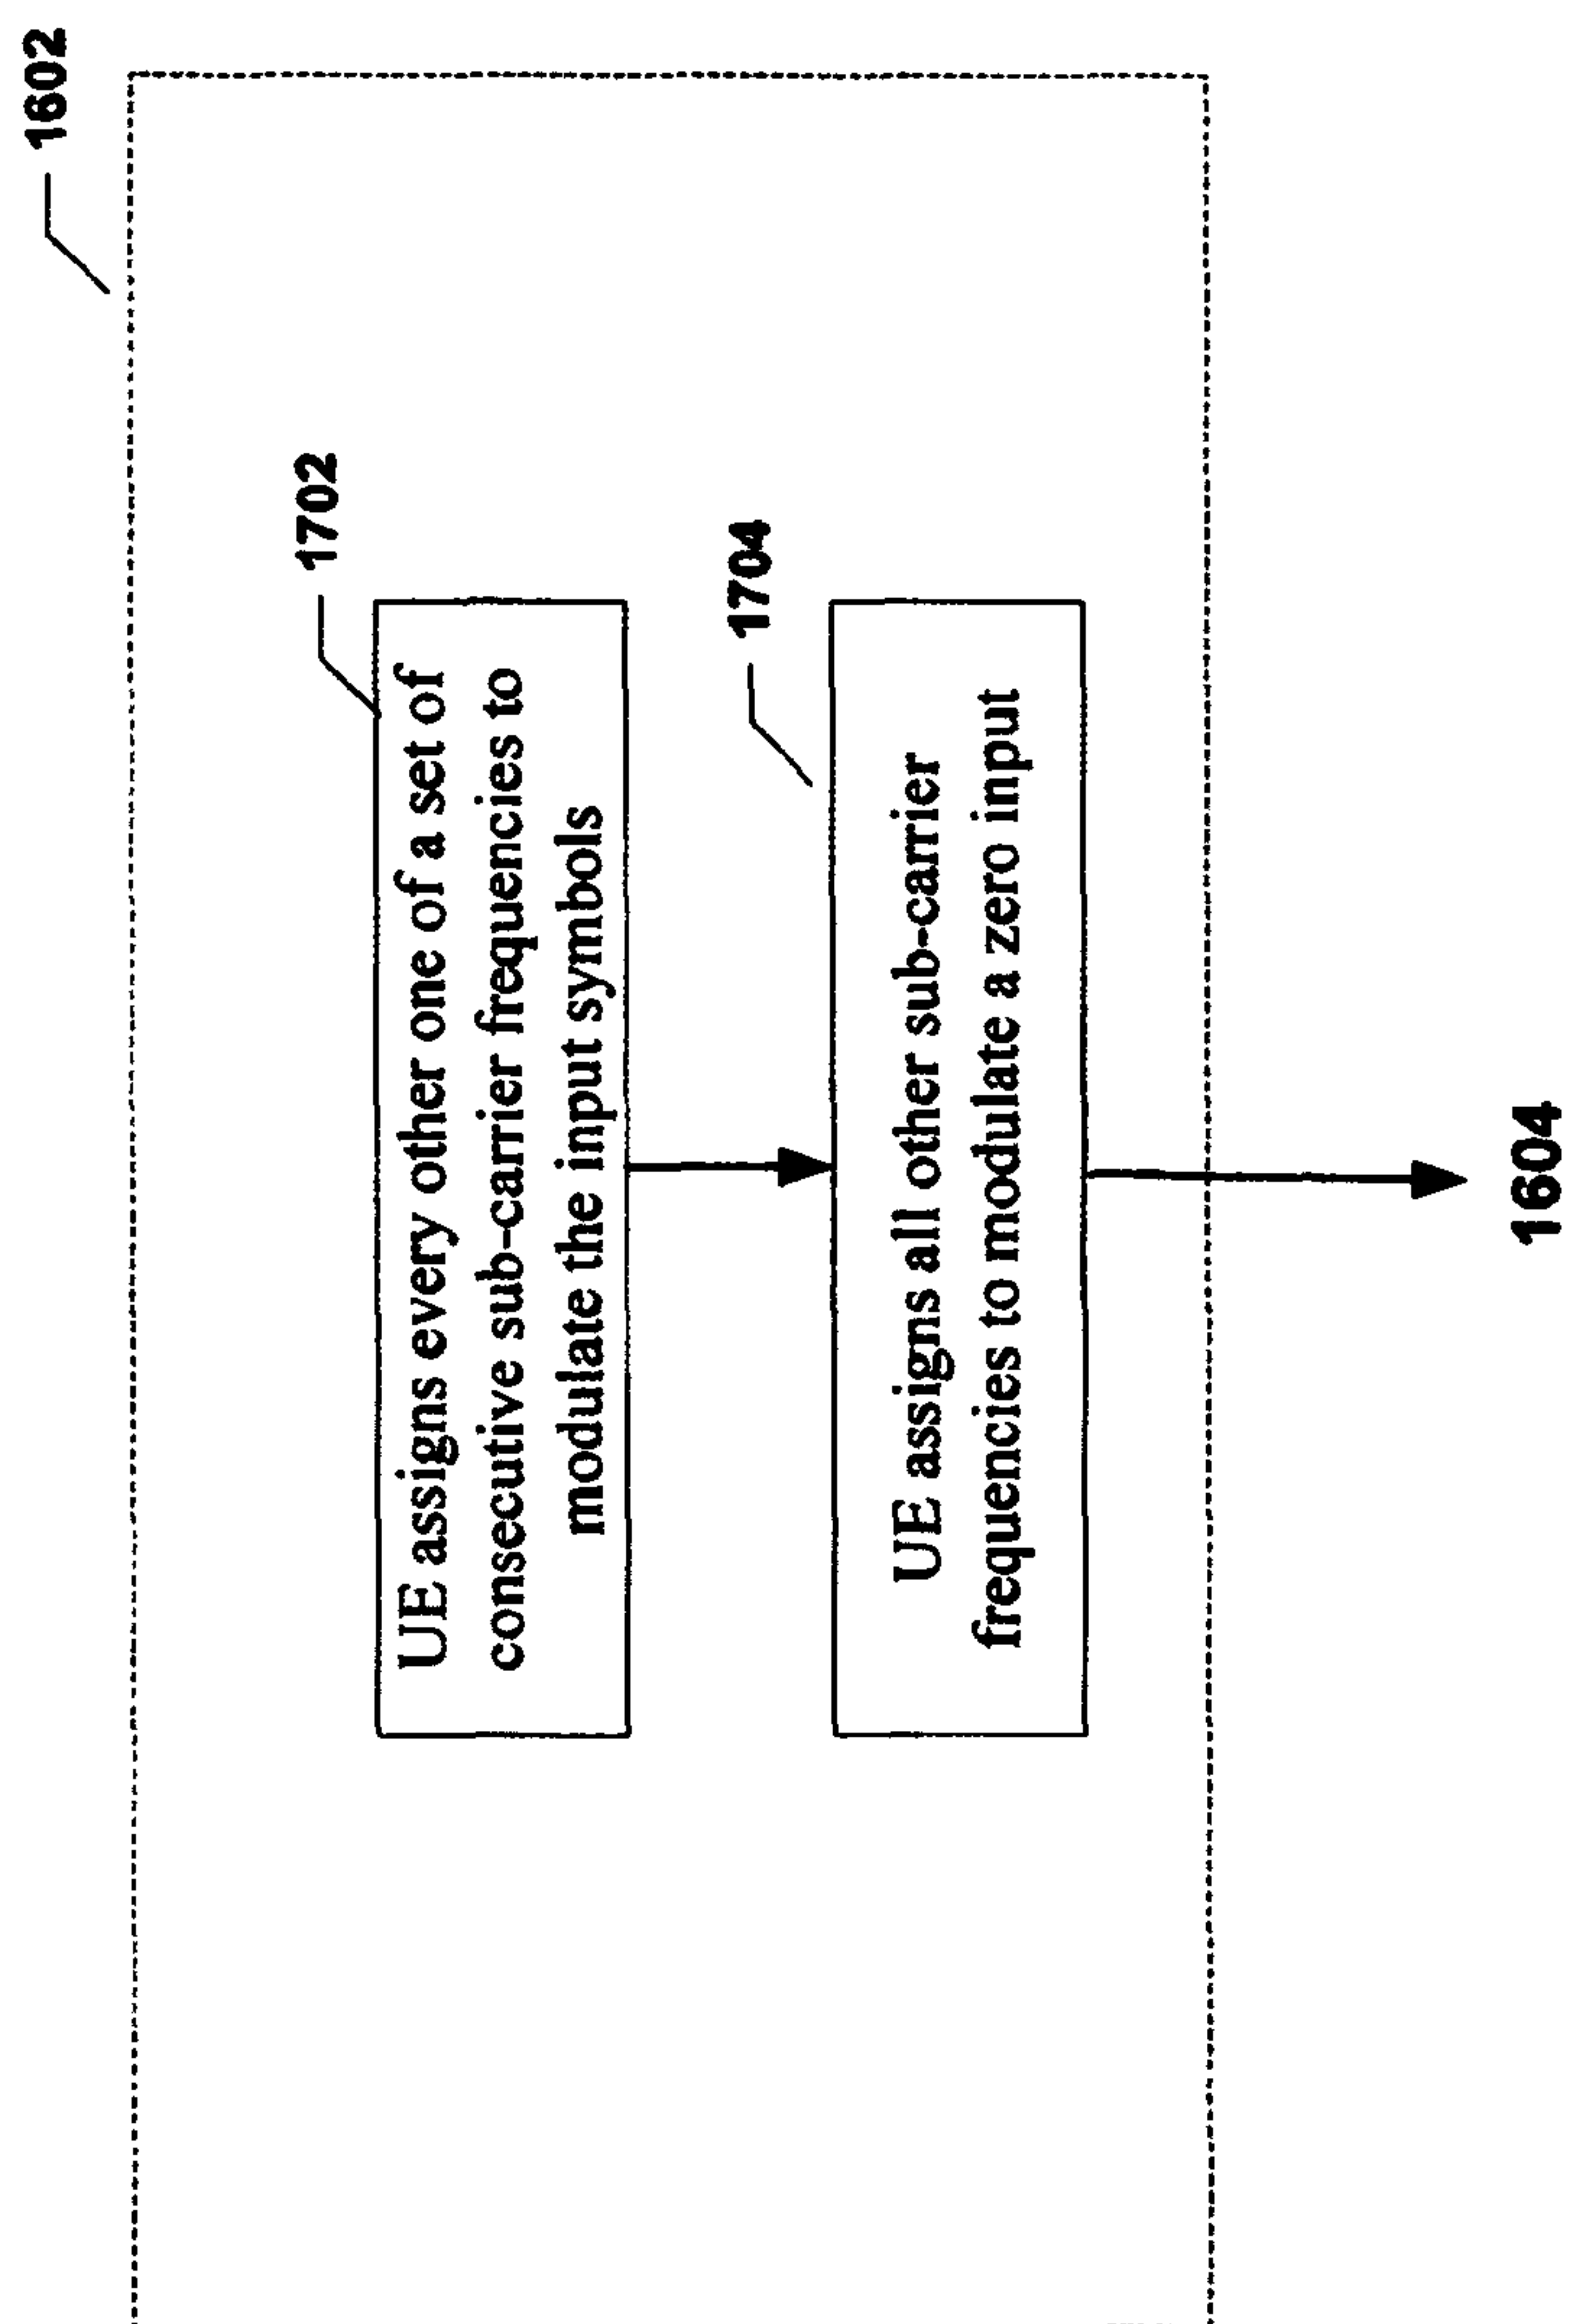 1602
1702
UE assigns every other one of a set of
consecutive sub-carrier frequencies to
modulate the input symbols
1704
UE assigns all other sub-carrier
frequencies to modulate a zero input
1604